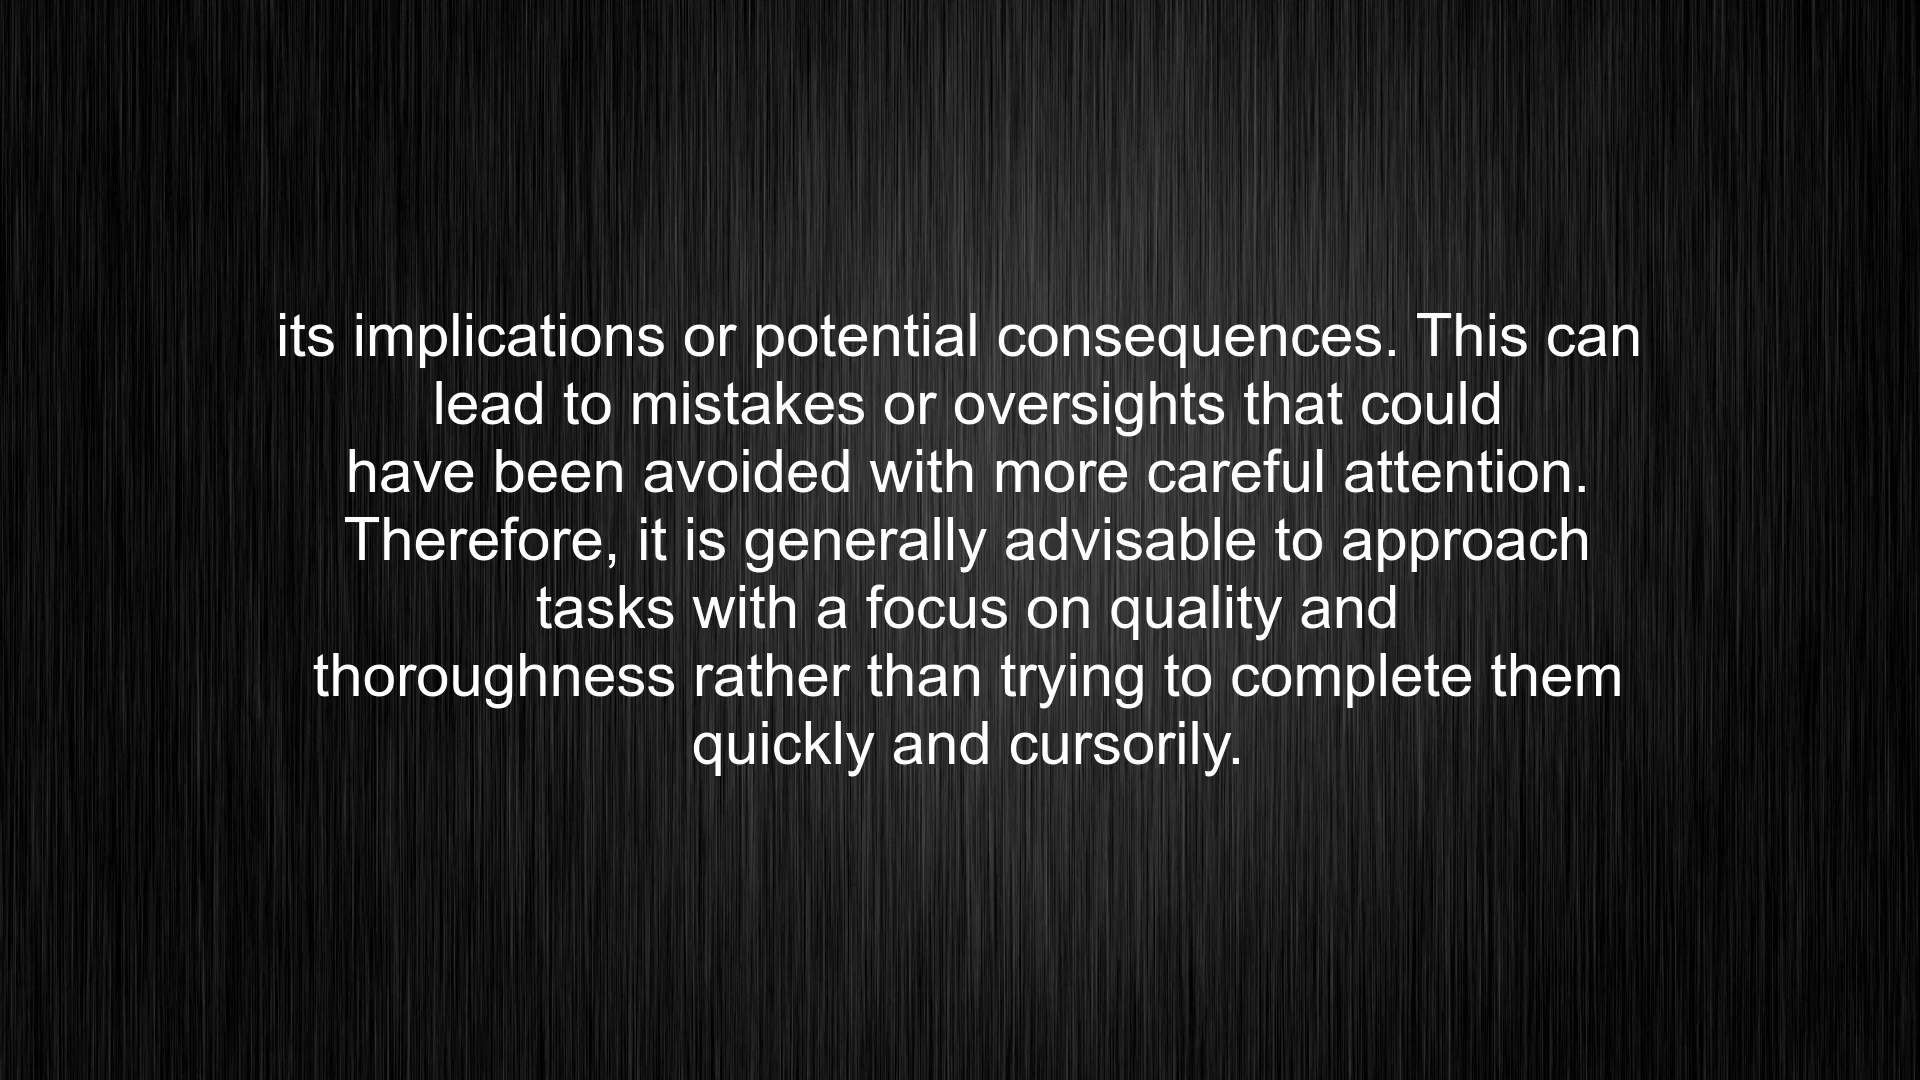 its implications or potential consequences. This can
lead to mistakes or oversights that could
have been avoided with more careful attention.
Therefore, it is generally advisable to approach
tasks with a focus on quality and
thoroughness rather than trying to complete them
quickly and cursorily.